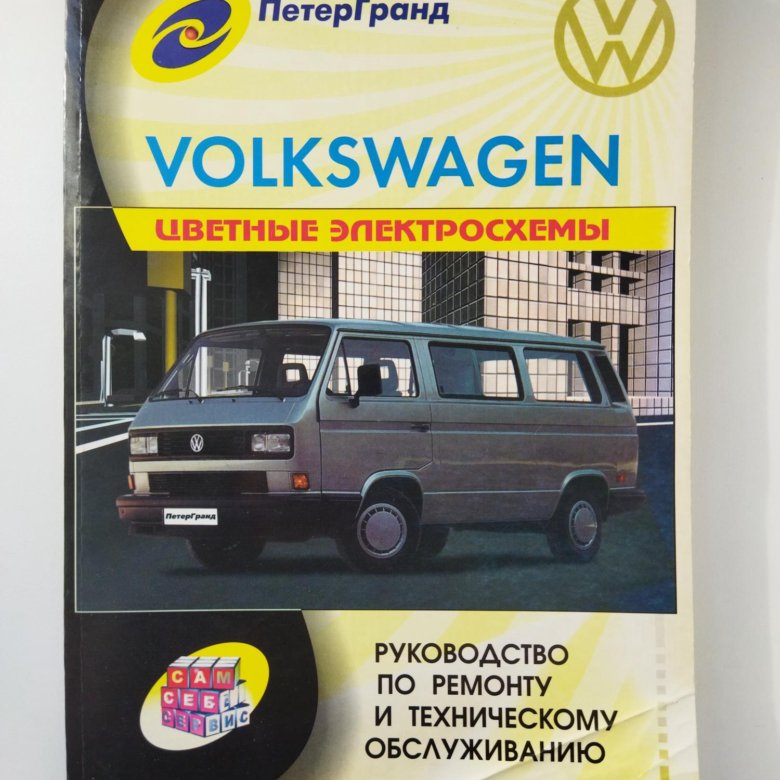 ПетерГранд
VOLKSWAGEN
ЦВЕТНЫЕ ЭЛЕКТРОСХЕМЫ
ПетерГранд
САМ
СЕБЕ
СЕРВИС
РУКОВОДСТВО
ПО РЕМОНТУ
И ТЕХНИЧЕСКОМУ
ОБСЛУЖИВАНИЮ